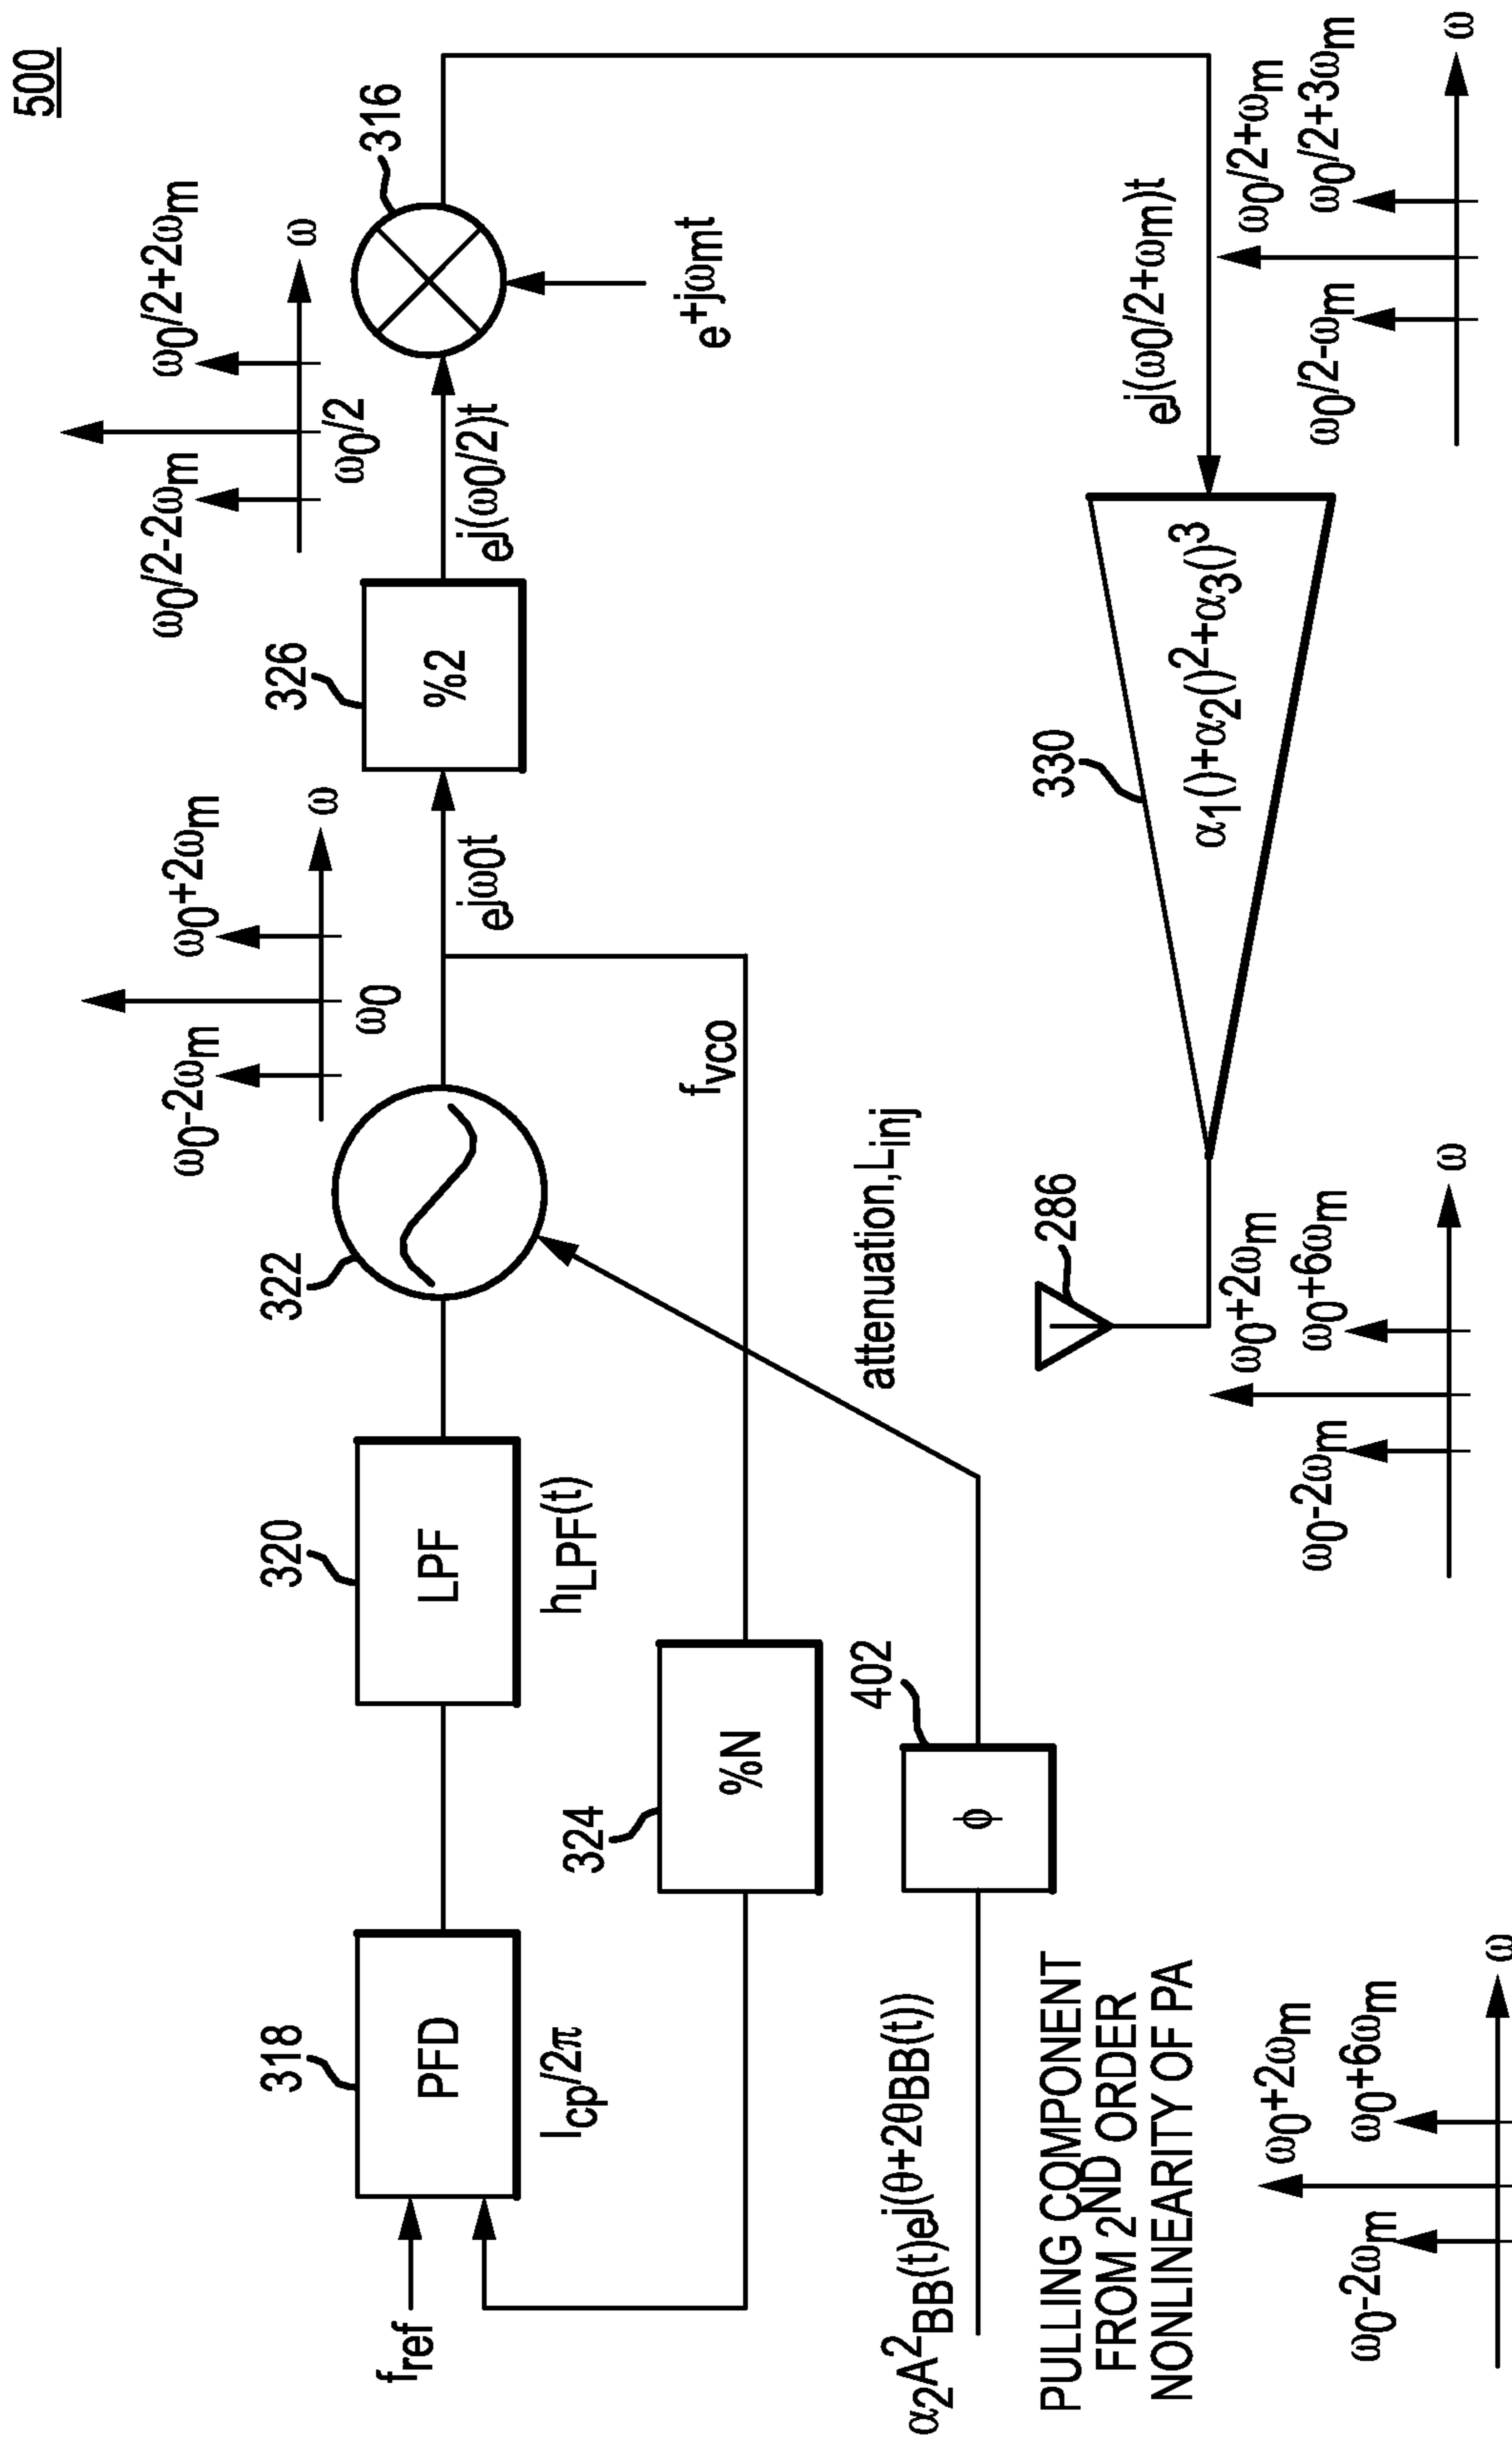 500
ω0-2ωm
ω0+2ωm
ω0
ω
ω0/2-2ωm
ω0/2+2ωm
ω0/2
ω
318
PFD
Icp/2π
fref
320
LPF
hLPF(t)
322
ejω0t
326
%2
ej(ω0/2)t
316
e+jωmt
324
%N
fvco
402
ϕ
attenuation,Linj
α2A2BB(t)ej(θ+2θBB(t))
PULLING COMPONENT
FROM 2ND ORDER
NONLINEARITY OF PA
ω0-2ωm
ω0+2ωm
ω0+6ωm
ω
286
ω0-2ωm
ω0+2ωm
ω0+6ωm
ω
330
α1()+α2()2+α3()3
ej(ω0/2+ωm)t
ω0/2-ωm
ω0/2+ωm
ω0/2+3ωm
ω